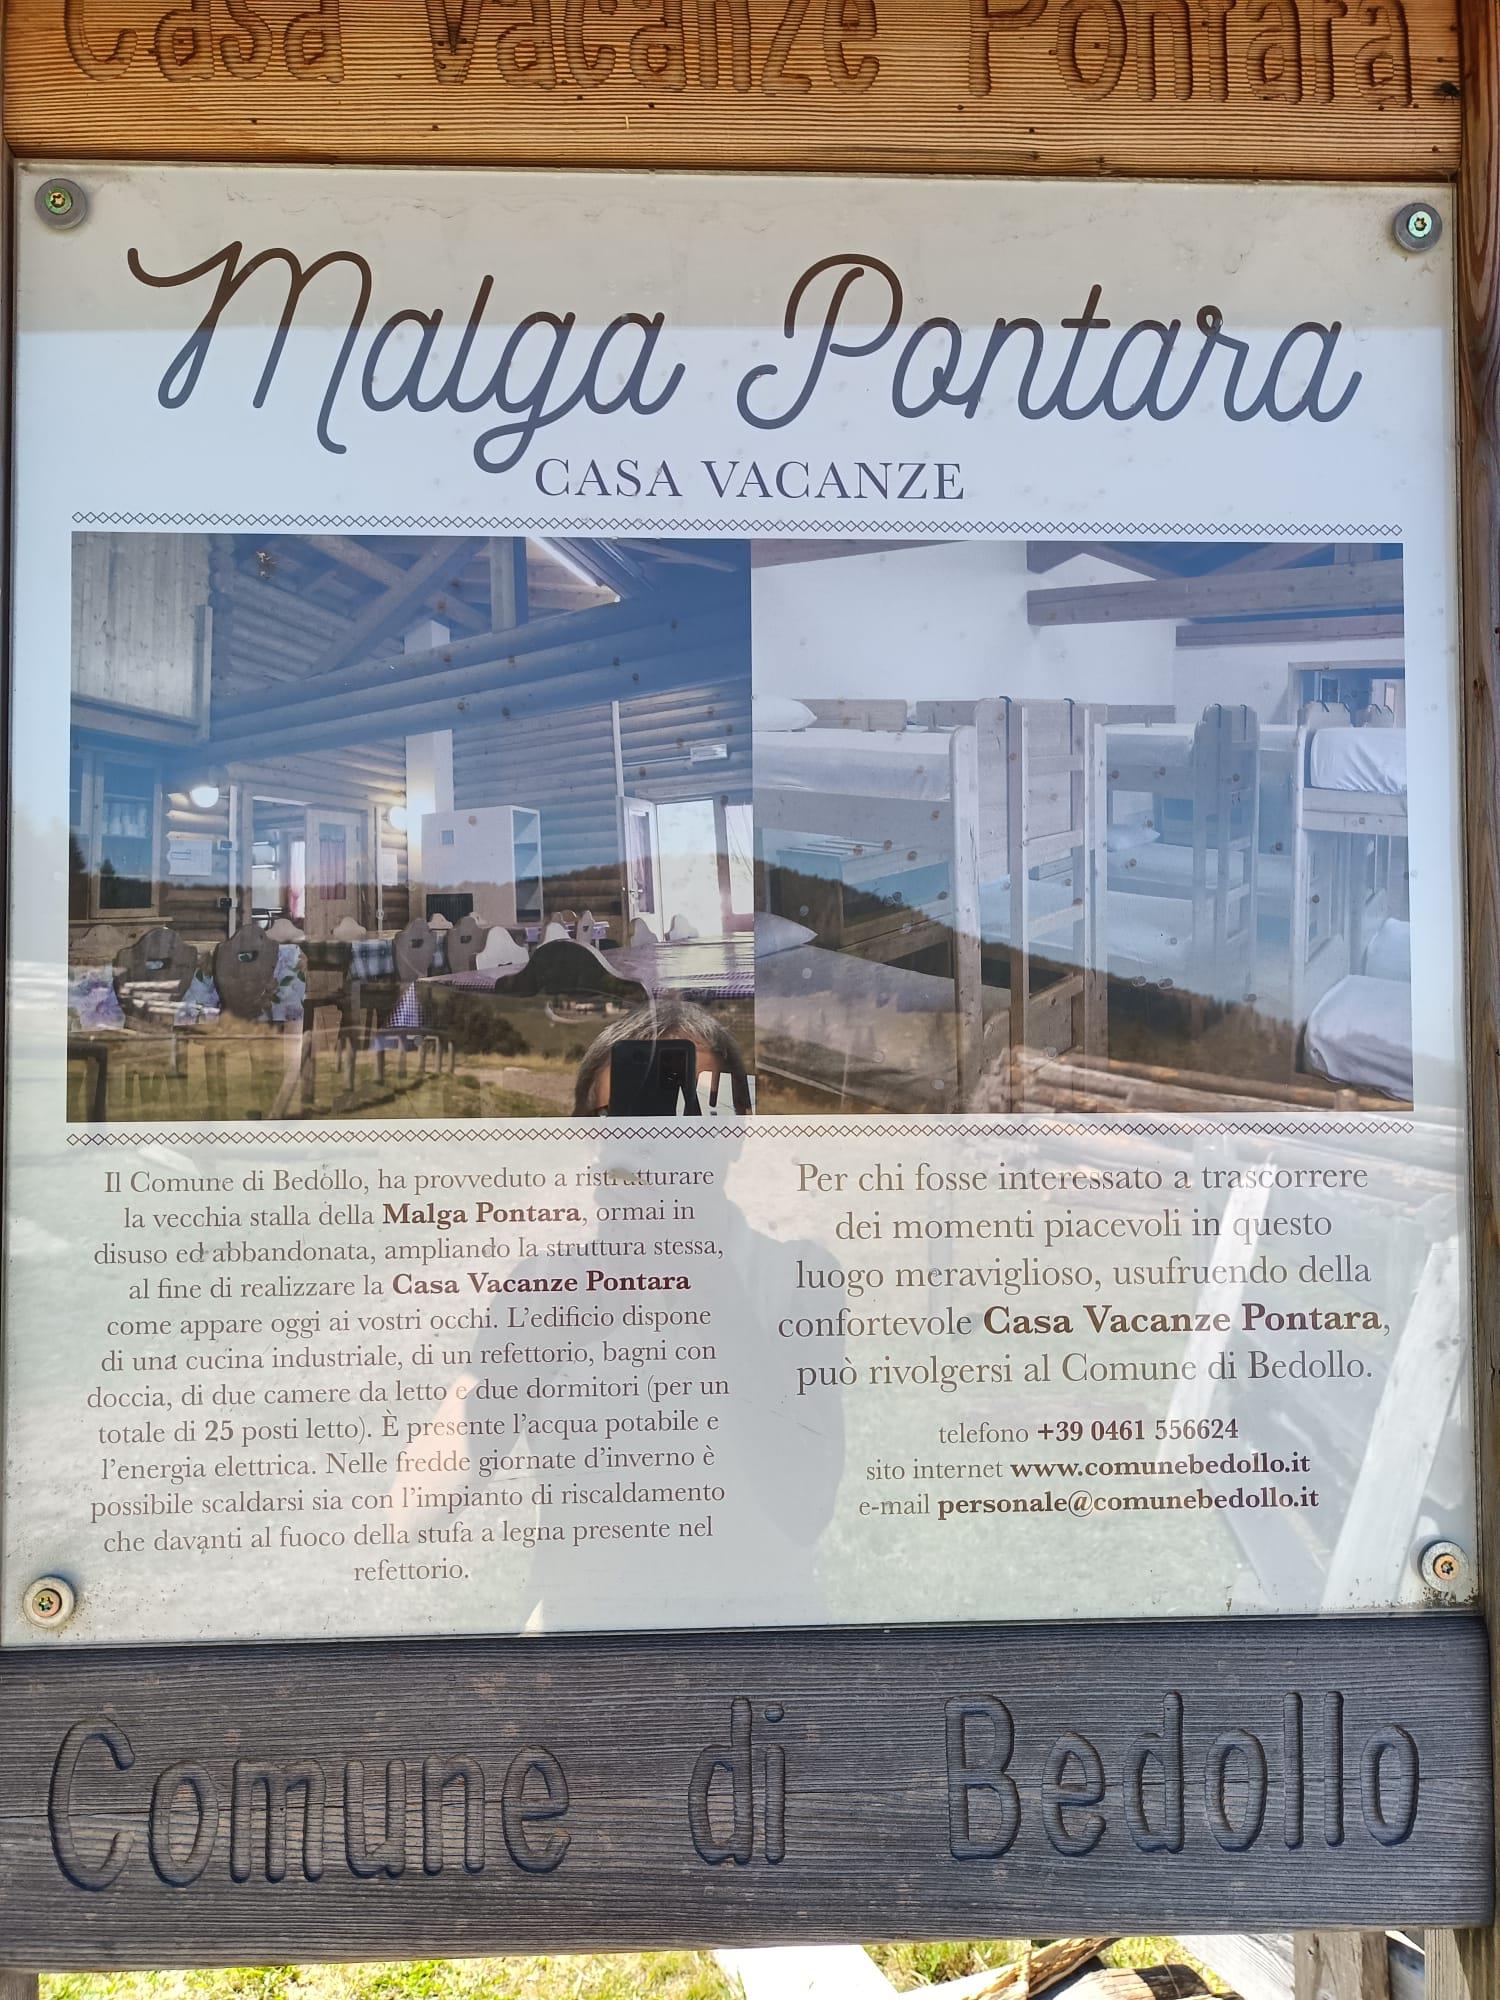 Casa Vacanze Pontara
Malga Pontara
CASA VACANZE
Il Comune di Bedollo, ha provveduto a ristrutturare
la vecchia stalla della Malga Pontara, ormai in
disuso ed abbandonata, ampliando la struttura stessa,
al fine di realizzare la Casa Vacanze Pontara
come appare oggi ai vostri occhi. L'edificio dispone
di una cucina industriale, di un refettorio, bagni con
doccia, di due camere da letto e due dormitori (per un
totale di 25 posti letto). È presente l'acqua potabile e
l'energia elettrica. Nelle fredde giornate d'inverno è
possibile scaldarsi sia con l'impianto di riscaldamento
che davanti al fuoco della stufa a legna presente nel
refettorio.
Per chi fosse interessato a trascorrere
dei momenti piacevoli in questo
luogo meraviglioso, usufruendo della
confortevole Casa Vacanze Pontara,
può rivolgersi al Comune di Bedollo.
telefono +39 0461 556624
sito internet www.comunebedollo.it
e-mail personale@comunebedollo.it
Comune di Bedollo